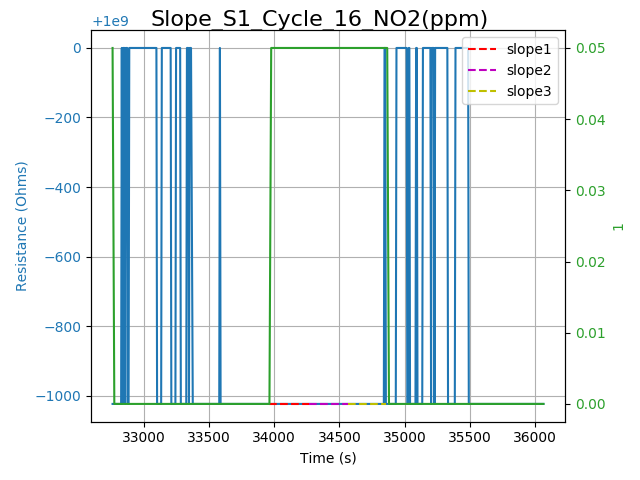 Slope_S1_Cycle_16_NO2(ppm)
+1e9
0
−200
−400
−600
−800
−1000
Resistance (Ohms)
slope1
slope2
slope3
0.05
0.04
0.03
0.02
0.01
0.00
1
33000 33500 34000 34500 35000 35500 36000
Time (s)